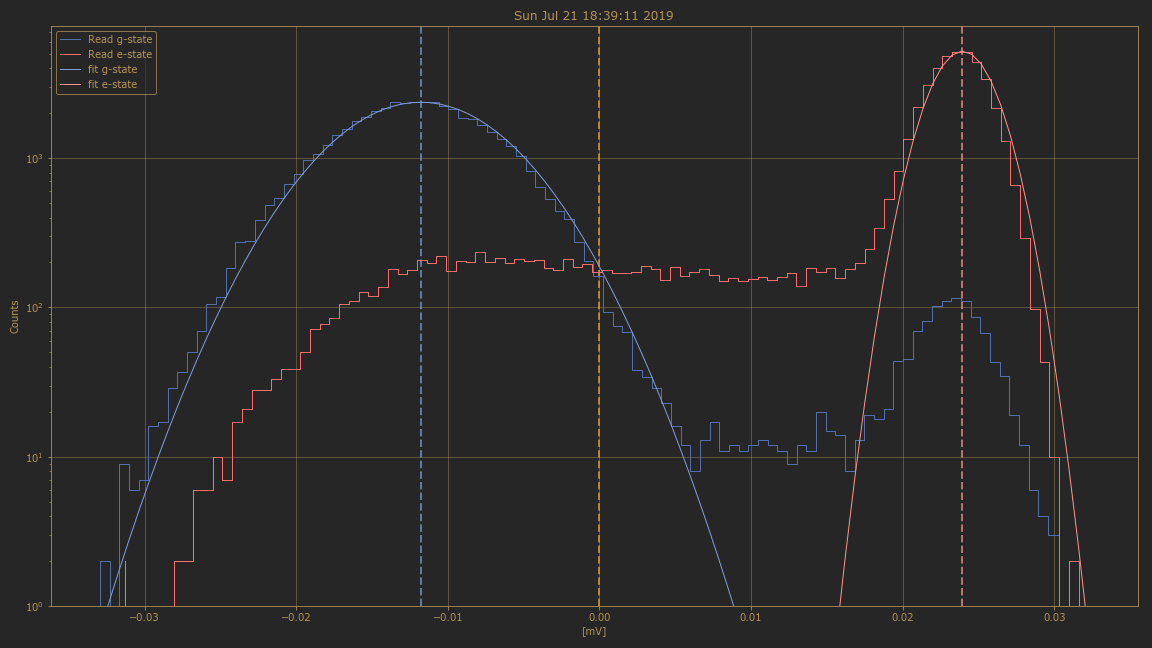 Sun Jul 21 18:39:11 2019
Read g-state
Read e-state
fit g-state
fit e-state
Counts
10³
10²
10¹
10⁰
−0.03 −0.02 −0.01 0.00 0.01 0.02 0.03
[mV]